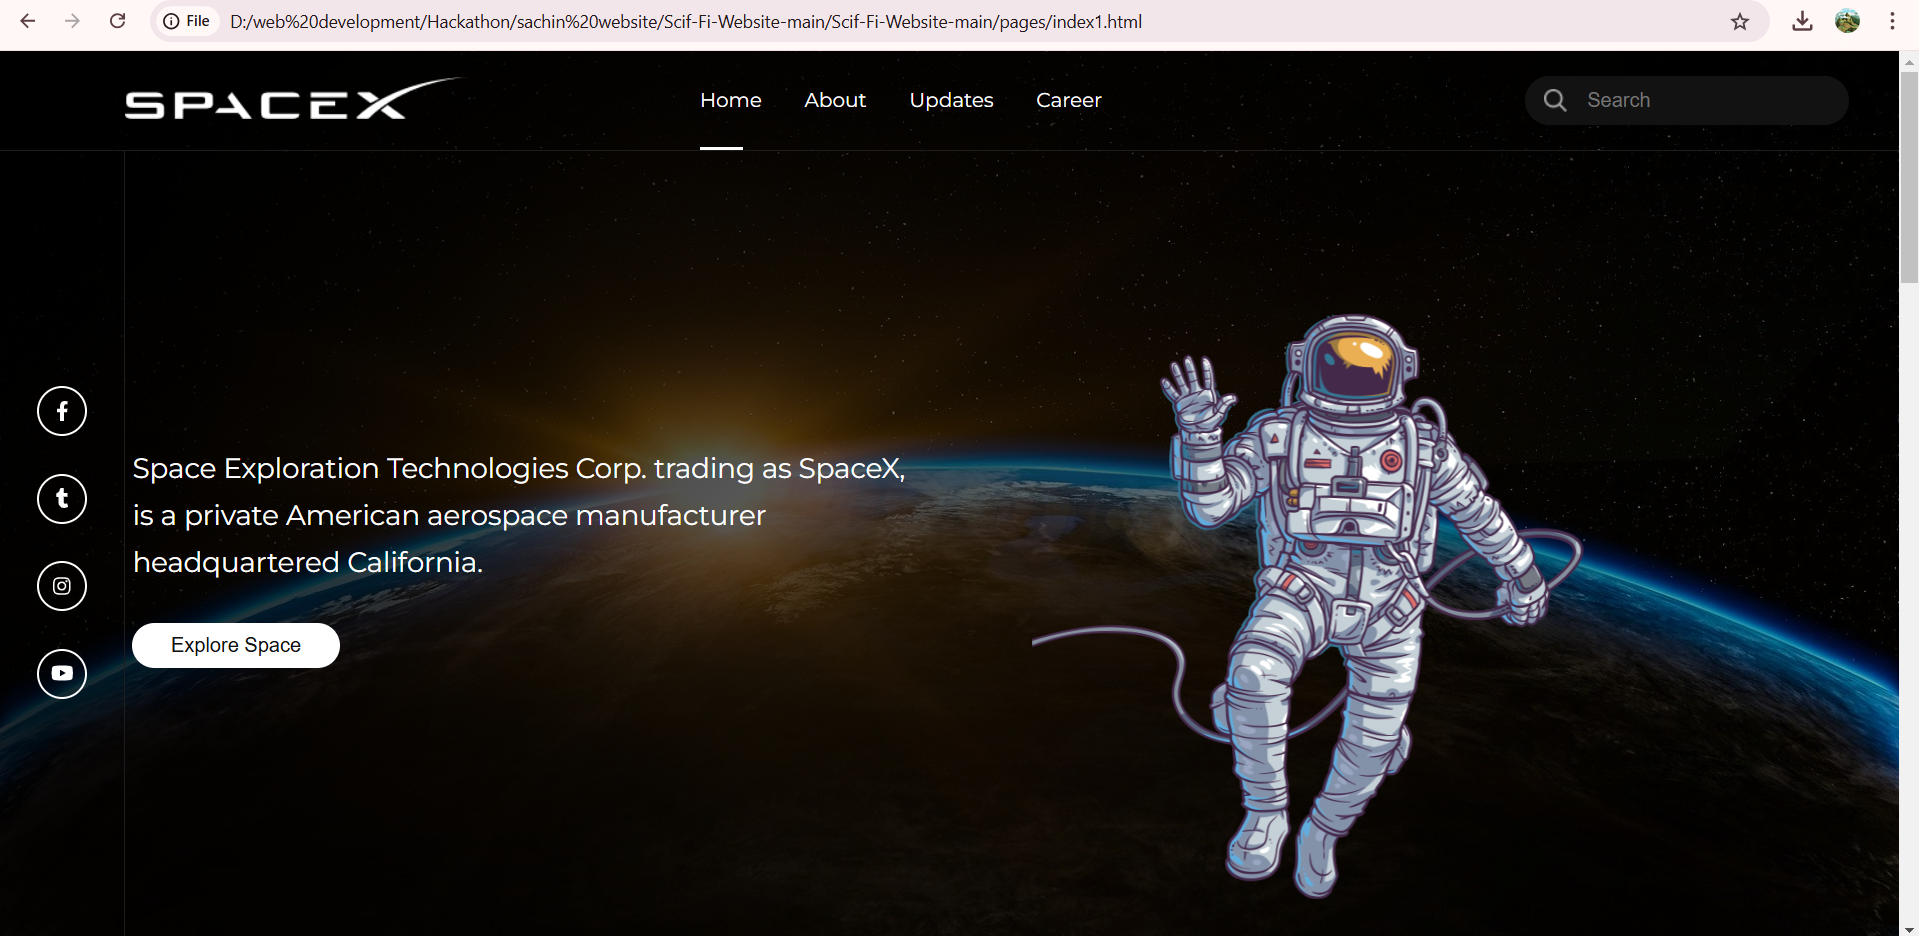 File D:/web%20development/Hackathon/sachin%20website/Scif-Fi-Website-main/Scif-Fi-Website-main/pages/index1.html
SPACEX Home About Updates Career Search
Space Exploration Technologies Corp. trading as SpaceX,
is a private American aerospace manufacturer
headquartered California.
Explore Space